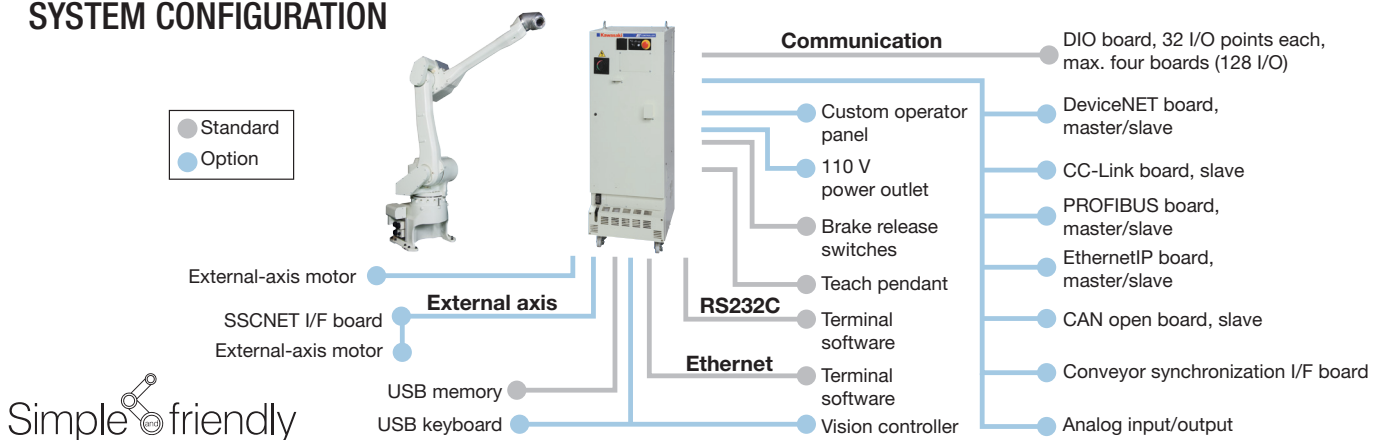 SYSTEM CONFIGURATION
Standard
Option
Kawasaki
Communication
DIO board, 32 I/O points each,
max. four boards (128 I/O)
Custom operator
panel
110 V
power outlet
Brake release
switches
Teach pendant
DeviceNET board,
master/slave
CC-Link board, slave
PROFIBUS board,
master/slave
EthernetIP board,
master/slave
CAN open board, slave
Conveyor synchronization I/F board
Analog input/output
External-axis motor
External axis
SSCNET I/F board
External-axis motor
RS232C
Terminal
software
Ethernet
Terminal
software
USB memory
USB keyboard
Vision controller
Simple and friendly